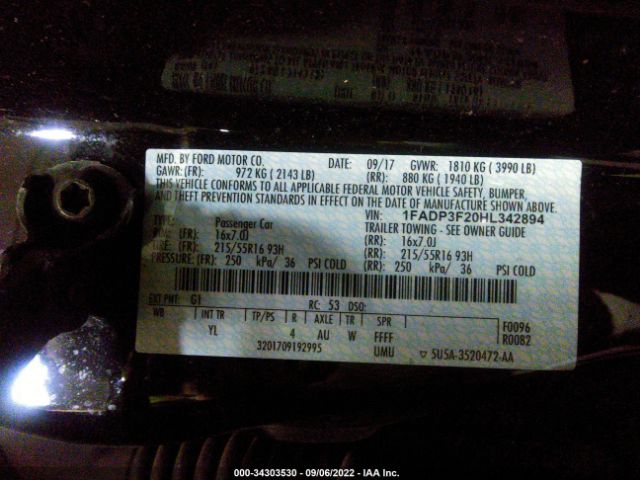 MFD. BY FORD MOTOR CO. DATE: 09/17 GVWR: 1810 KG ( 3990 LB)
GAWR: (FR): 972 KG ( 2143 LB) (RR): 880 KG ( 1940 LB)
THIS VEHICLE CONFORMS TO ALL APPLICABLE FEDERAL MOTOR VEHICLE SAFETY, BUMPER,
AND THEFT PREVENTION STANDARDS IN EFFECT ON THE DATE OF MANUFACTURE SHOWN ABOVE.
VIN: 1FADP3F20HL342894
TYPE: Passenger Car TRAILER TOWING - SEE OWNER GUIDE
RIM: (FR): 16x7.0J (RR): 16x7.0J
TIRE: (FR): 215/55R16 93H (RR): 215/55R16 93H
PRESSURE: (FR): 250 kPa/ 36 PSI COLD (RR): 250 kPa/ 36 PSI COLD
EXT PNT: G1 RC: 53 DSO:
WB INT TR TP/PS R AXLE TR SPR F0096
YL 4 AU W FFFF R0082
3201709192995 UMU ▽ 5U5A-3520472-AA
000-34303530 - 09/06/2022 - IAA Inc.